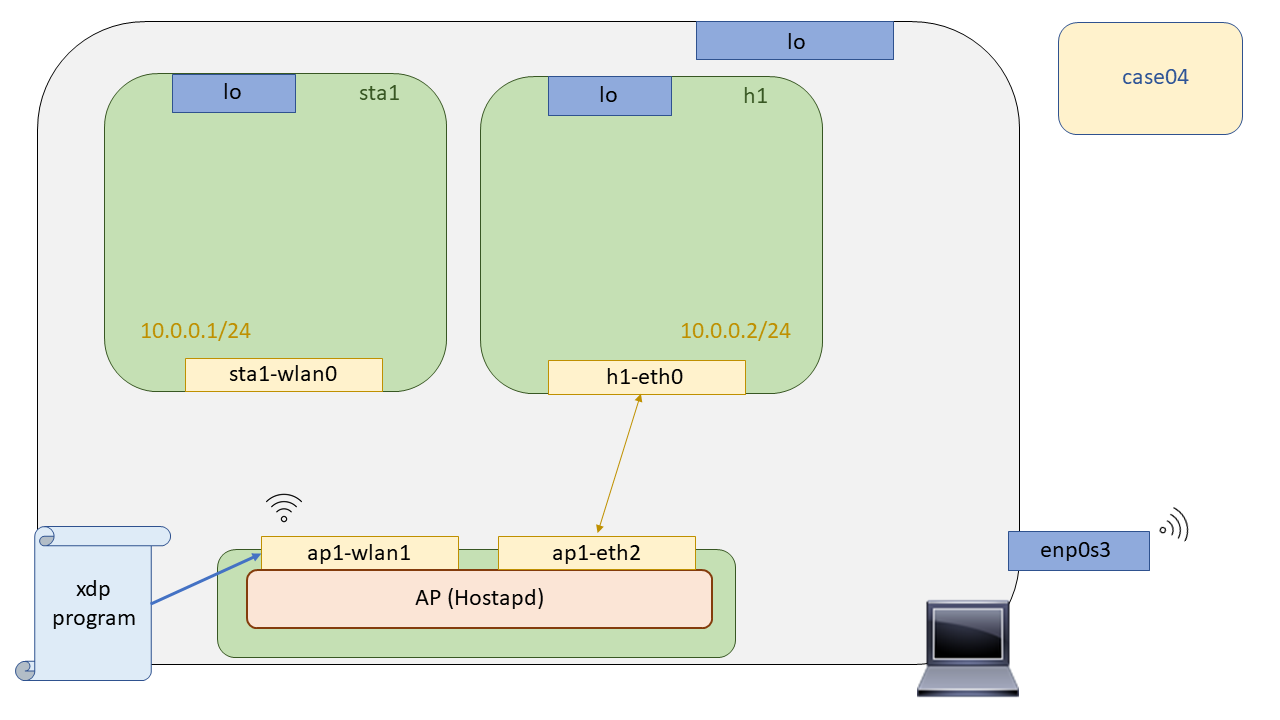 lo
case04
lo
sta1
lo
h1
10.0.0.1/24
10.0.0.2/24
sta1-wlan0
h1-eth0
ap1-wlan1
ap1-eth2
enp0s3
xdp
program
AP (Hostapd)